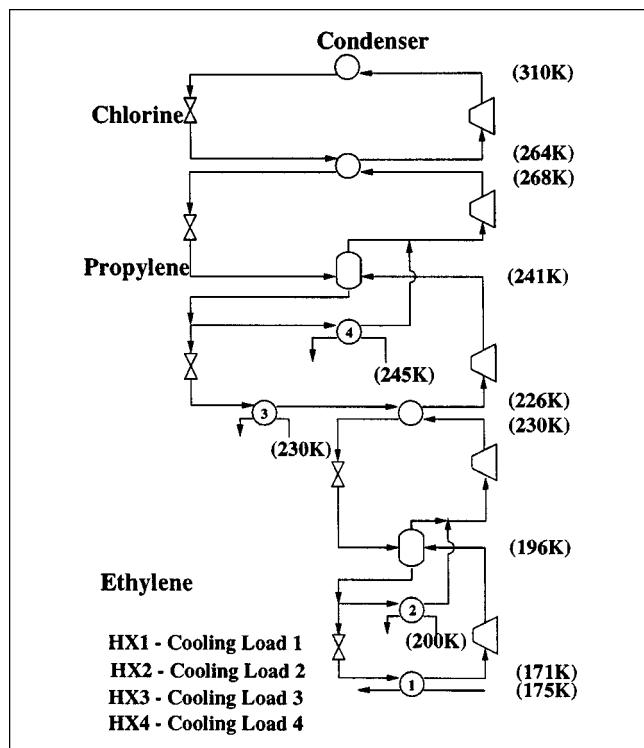 Condenser
(310K)
Chlorine
(264K)
(268K)
Propylene
(241K)
4
(245K)
3
(226K)
(230K)
(230K)
(196K)
Ethylene
2
(200K)
HX1 - Cooling Load 1
HX2 - Cooling Load 2
HX3 - Cooling Load 3
HX4 - Cooling Load 4
1
(171K)
(175K)